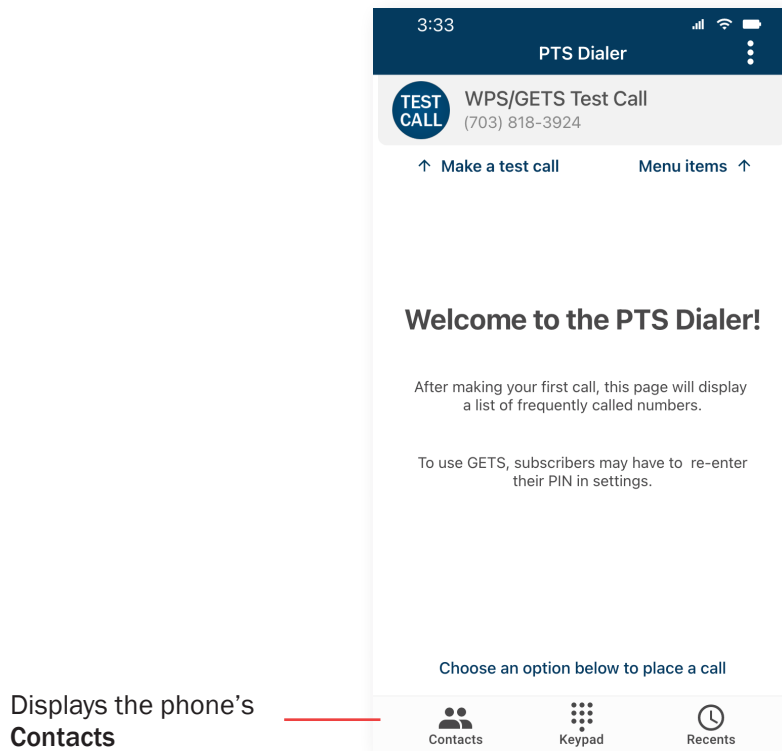 3:33
PTS Dialer
TEST
CALL
WPS/GETS Test Call
(703) 818-3924
↑ Make a test call
Menu items ↑
Welcome to the PTS Dialer!
After making your first call, this page will display
a list of frequently called numbers.
To use GETS, subscribers may have to re-enter
their PIN in settings.
Choose an option below to place a call
Displays the phone's
Contacts
Contacts
Keypad
Recents